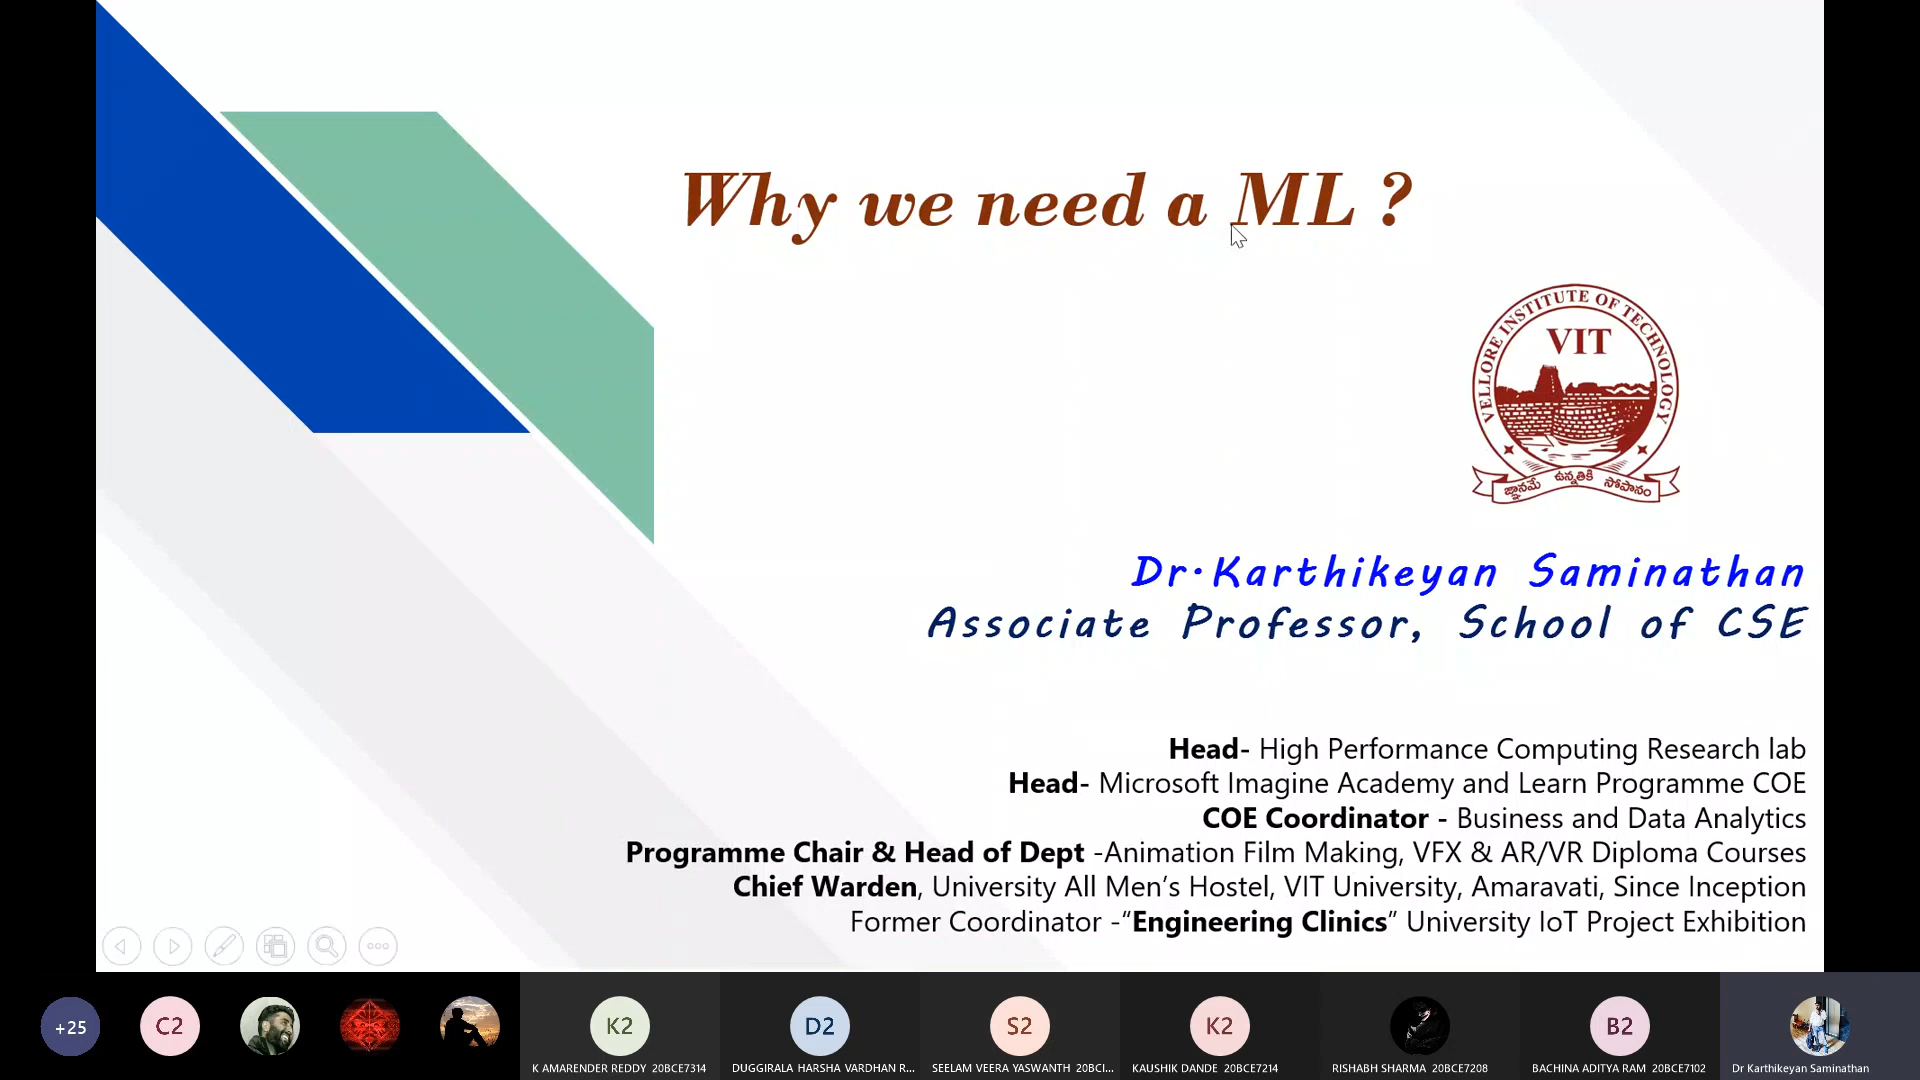 Why we need a ML ?
VELLORE INSTITUTE OF TECHNOLOGY
VIT
జ్ఞానమే ఉన్నతికి సోపానం
Dr.Karthikeyan Saminathan
Associate Professor, School of CSE
Head- High Performance Computing Research lab
Head- Microsoft Imagine Academy and Learn Programme COE
COE Coordinator - Business and Data Analytics
Programme Chair & Head of Dept -Animation Film Making, VFX & AR/VR Diploma Courses
Chief Warden, University All Men’s Hostel, VIT University, Amaravati, Since Inception
Former Coordinator -“Engineering Clinics” University IoT Project Exhibition
+25 C2 K2 D2 S2 K2 B2
K AMARENDER REDDY 20BCE7314 DUGGIRALA HARSHA VARDHAN R... SEELAM VEERA YASWANTH 20BCI... KAUSHIK DANDE 20BCE7214 RISHABH SHARMA 20BCE7208 BACHINA ADITYA RAM 20BCE7102 Dr Karthikeyan Saminathan